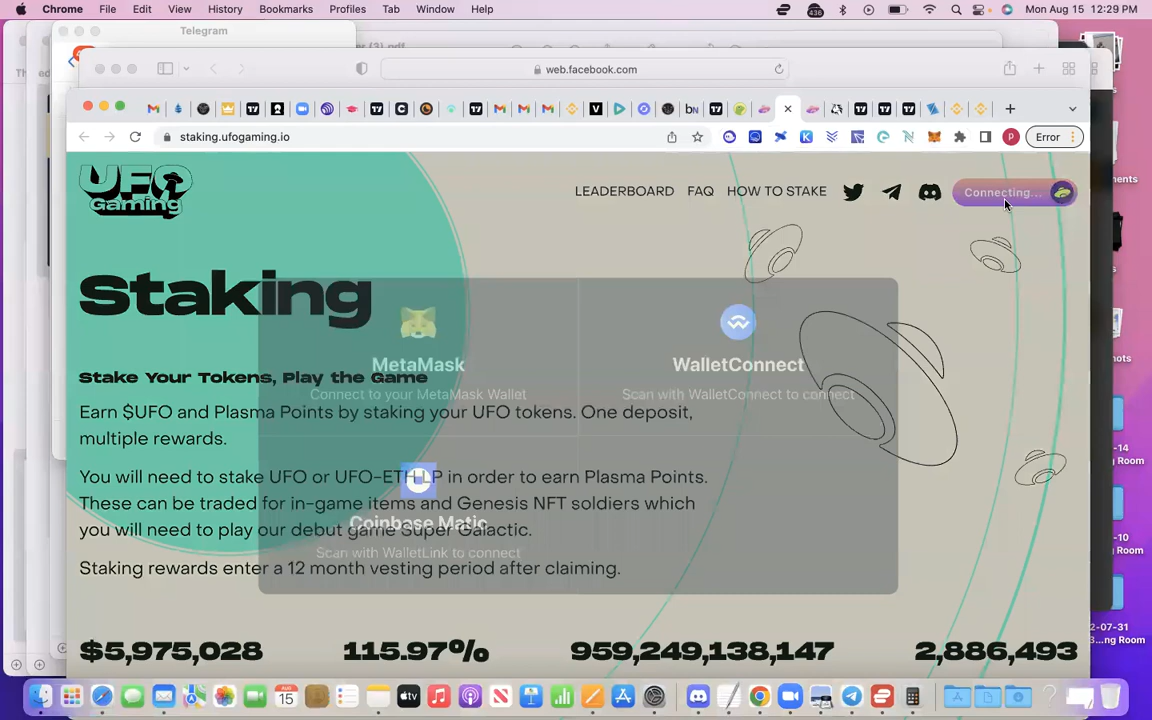 Chrome File Edit View History Bookmarks Profiles Tab Window Help 436 Mon Aug 15 12:29 PM
Telegram
web.facebook.com
staking.ufogaming.io
Error
UFO
Gaming
LEADERBOARD FAQ HOW TO STAKE
Connecting...
Staking
MetaMask
Connect to your MetaMask Wallet
WalletConnect
Scan with WalletConnect to connect
Stake Your Tokens, Play the Game
Earn $UFO and Plasma Points by staking your UFO tokens. One deposit,
multiple rewards.
You will need to stake UFO or UFO-ETH LP in order to earn Plasma Points.
These can be traded for in-game items and Genesis NFT soldiers which
you will need to play our debut game Super Galactic.
Coinbase Matic
Scan with WalletLink to connect
Staking rewards enter a 12 month vesting period after claiming.
$5,975,028 115.97% 959,249,138,147 2,886,493